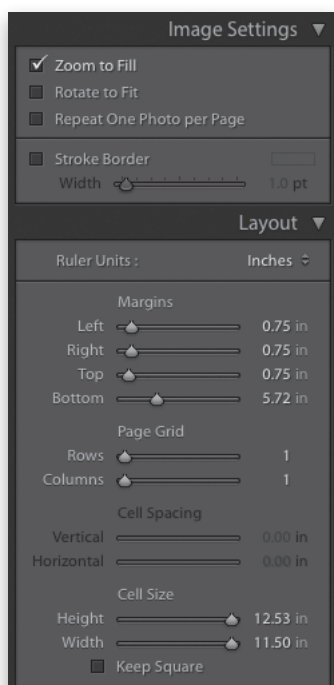 Image Settings
Zoom to Fill
Rotate to Fit
Repeat One Photo per Page
Stroke Border
Width 1.0 pt
Layout
Ruler Units : Inches
Margins
Left 0.75 in
Right 0.75 in
Top 0.75 in
Bottom 5.72 in
Page Grid
Rows 1
Columns 1
Cell Spacing
Vertical 0.00 in
Horizontal 0.00 in
Cell Size
Height 12.53 in
Width 11.50 in
Keep Square